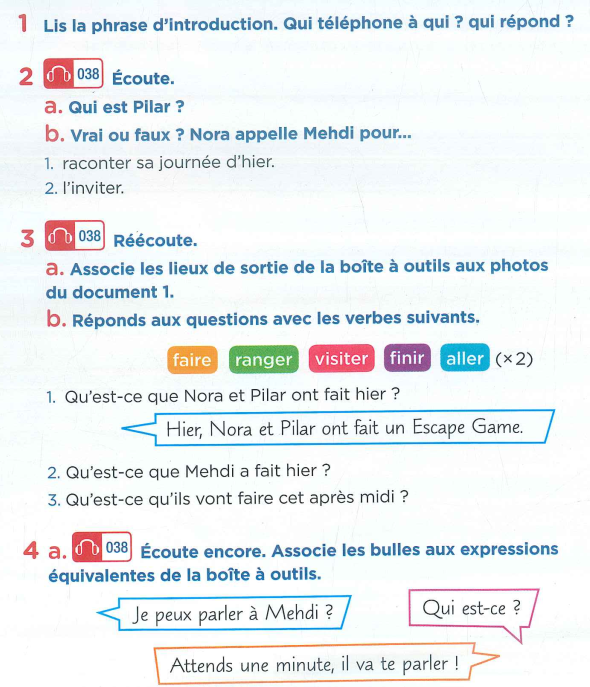 1 Lis la phrase d'introduction. Qui téléphone à qui ? qui répond ?
2 038 Écoute.
a. Qui est Pilar ?
b. Vrai ou faux ? Nora appelle Mehdi pour...
1. raconter sa journée d'hier.
2. l'inviter.
3 038 Réécoute.
a. Associe les lieux de sortie de la boîte à outils aux photos
du document 1.
b. Réponds aux questions avec les verbes suivants.
faire ranger visiter finir aller (×2)
1. Qu'est-ce que Nora et Pilar ont fait hier ?
Hier, Nora et Pilar ont fait un Escape Game.
2. Qu'est-ce que Mehdi a fait hier ?
3. Qu'est-ce qu'ils vont faire cet après midi ?
4 a. 038 Écoute encore. Associe les bulles aux expressions
équivalentes de la boîte à outils.
Je peux parler à Mehdi ? Qui est-ce ?
Attends une minute, il va te parler !